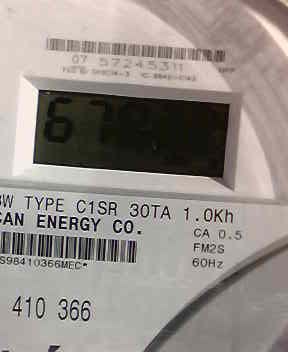 07 57245311
67
3W TYPE C1SR 30TA 1.0Kh
CAN ENERGY CO.
CA 0.5
FM2S
60Hz
S98410366MEC*
410 366